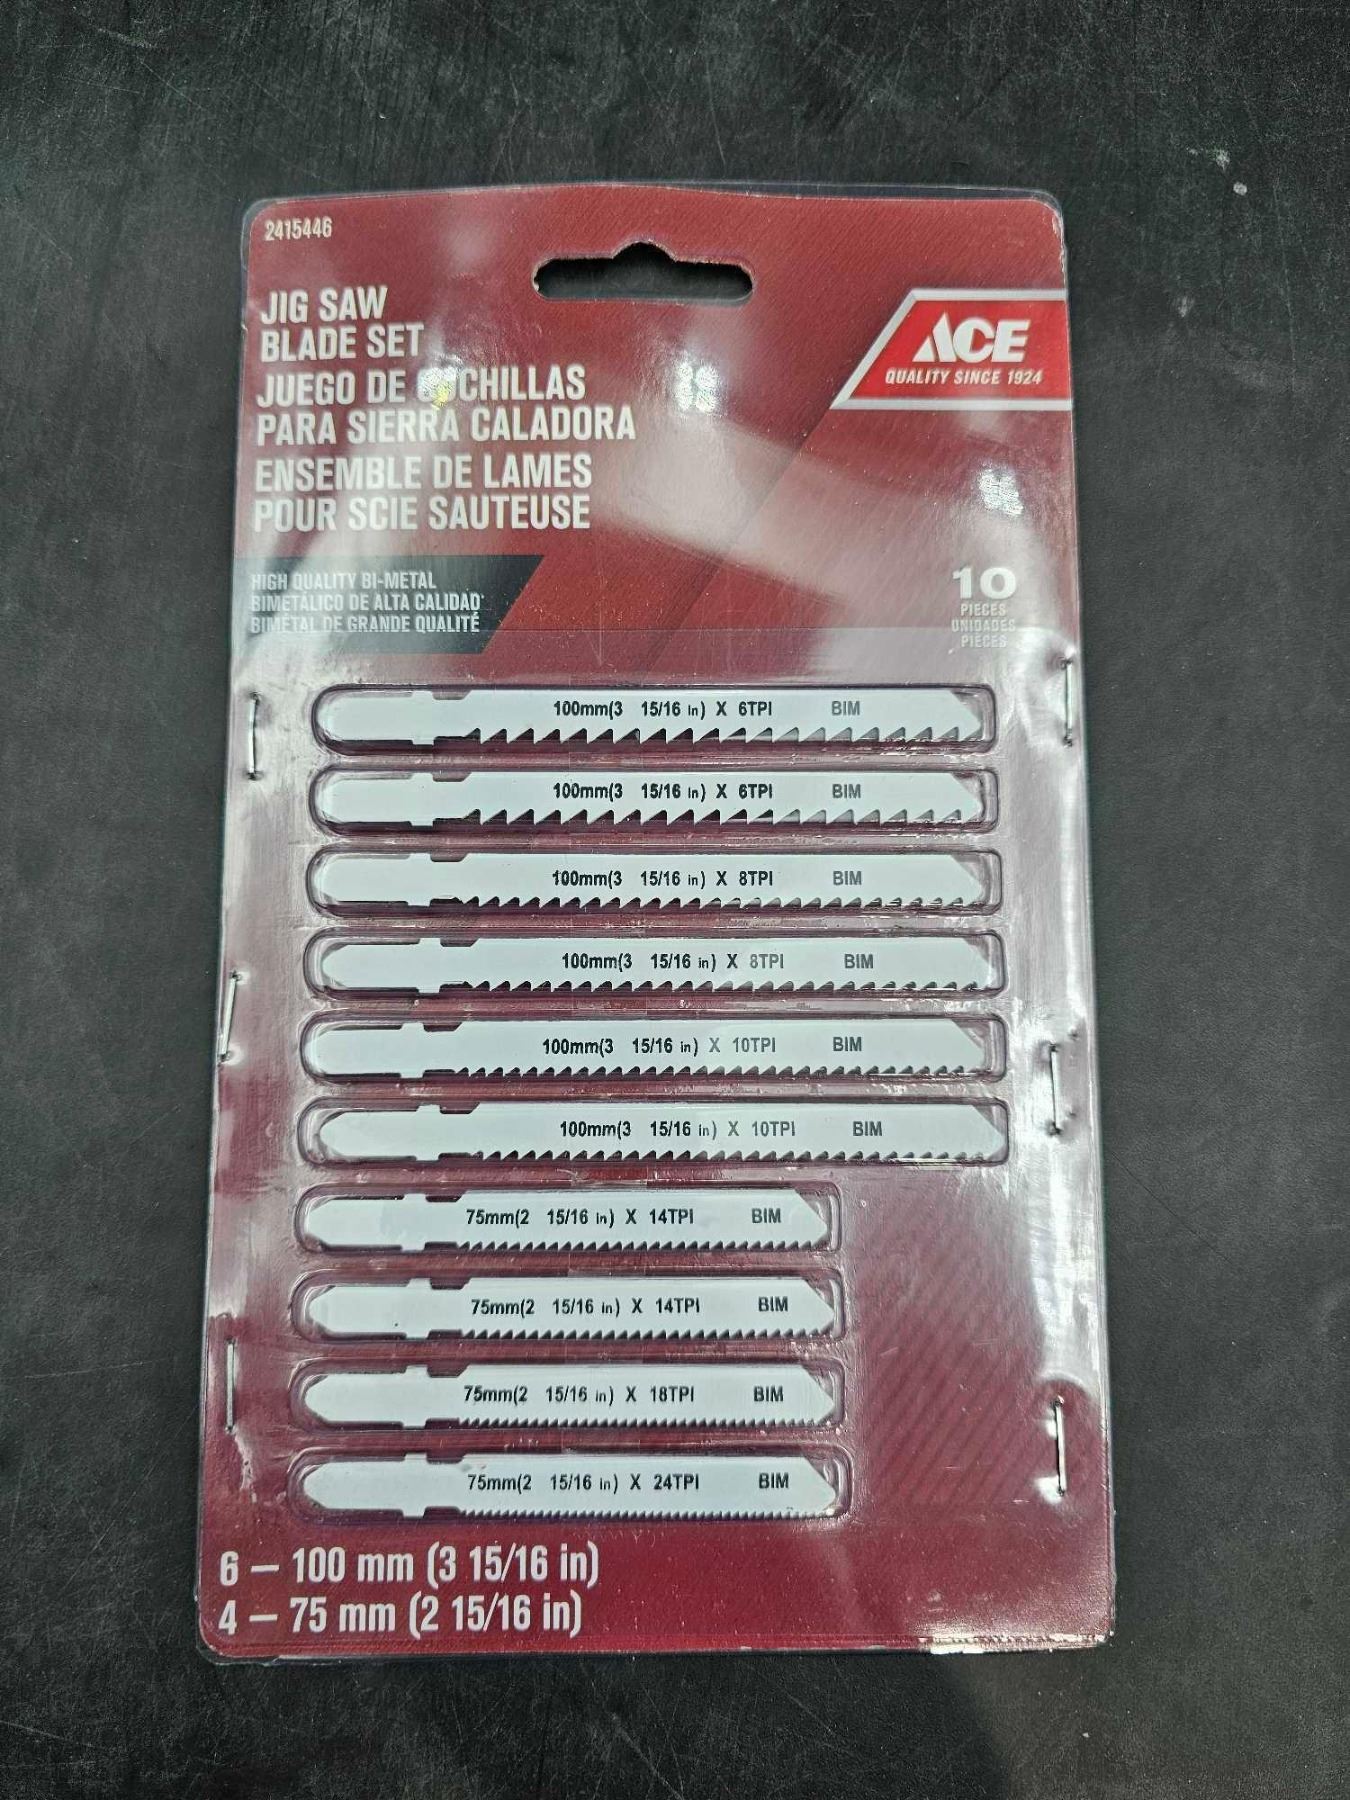 2415446
JIG SAW
BLADE SET
JUEGO DE CUCHILLAS
PARA SIERRA CALADORA
ENSEMBLE DE LAMES
POUR SCIE SAUTEUSE
ACE
QUALITY SINCE 1924
HIGH QUALITY BI-METAL
BIMETÁLICO DE ALTA CALIDAD
BIMÉTAL DE GRANDE QUALITÉ
10
PIECES
UNIDADES
PIÈCES
100mm(3 15/16 in) X 6TPI BIM
100mm(3 15/16 in) X 6TPI BIM
100mm(3 15/16 in) X 8TPI BIM
100mm(3 15/16 in) X 8TPI BIM
100mm(3 15/16 in) X 10TPI BIM
100mm(3 15/16 in) X 10TPI BIM
75mm(2 15/16 in) X 14TPI BIM
75mm(2 15/16 in) X 14TPI BIM
75mm(2 15/16 in) X 18TPI BIM
75mm(2 15/16 in) X 24TPI BIM
6 – 100 mm (3 15/16 in)
4 – 75 mm (2 15/16 in)